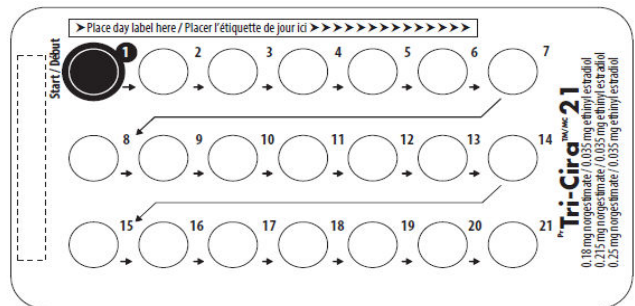 ➤ Place day label here / Placer l'étiquette de jour ici ➤➤➤➤➤➤➤➤➤➤➤➤➤➤
Start / Début
1 2 3 4 5 6 7
8 9 10 11 12 13 14
15 16 17 18 19 20 21
Pr Tri-Cira TM/MC 21
0.18 mg norgestimate / 0.035 mg ethinyl estradiol
0.215 mg norgestimate / 0.035 mg ethinyl estradiol
0.25 mg norgestimate / 0.035 mg ethinyl estradiol